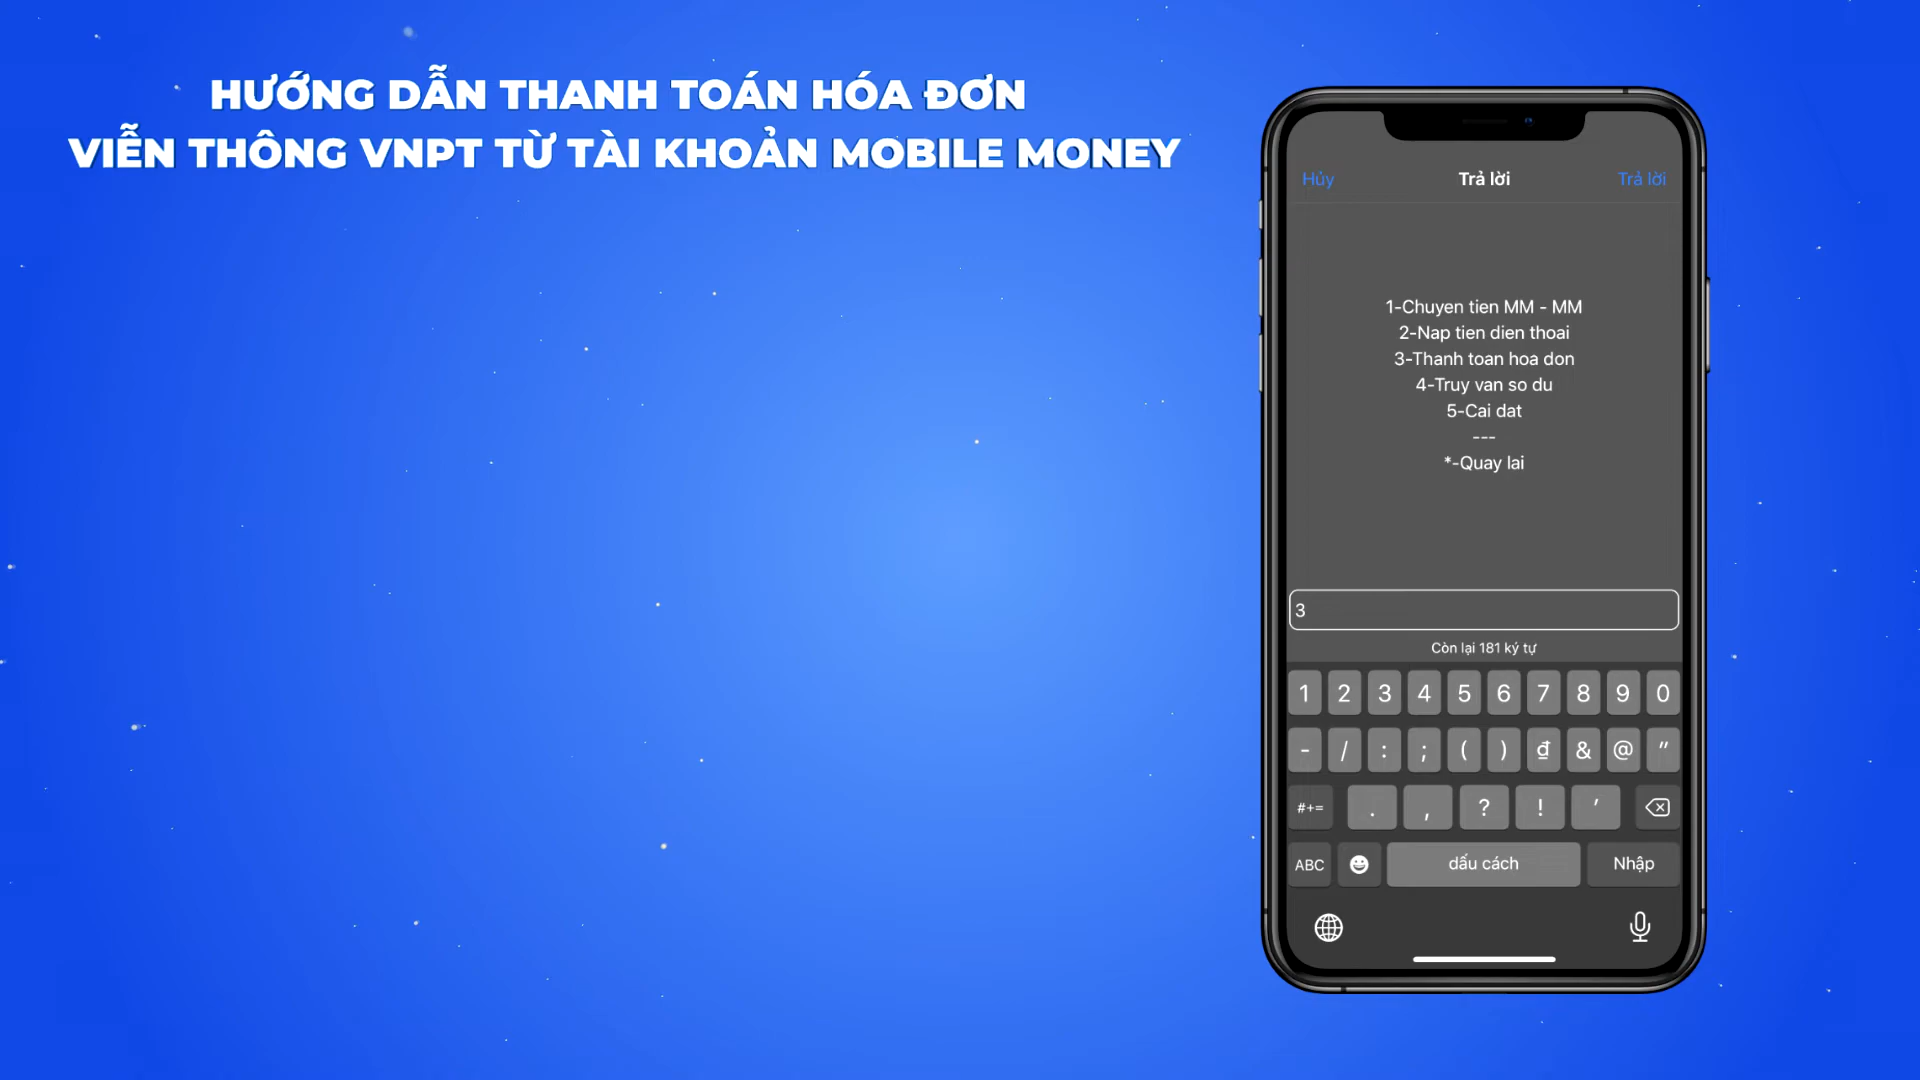 HƯỚNG DẪN THANH TOÁN HÓA ĐƠN
VIỄN THÔNG VNPT TỪ TÀI KHOẢN MOBILE MONEY
Hủy Trả lời Trả lời
1-Chuyen tien MM - MM
2-Nap tien dien thoai
3-Thanh toan hoa don
4-Truy van so du
5-Cai dat
---
*-Quay lai
3
Còn lại 181 ký tự
1 2 3 4 5 6 7 8 9 0
- / : ; ( ) ₫ & @ "
#+= . , ? ! '
ABC dấu cách Nhập